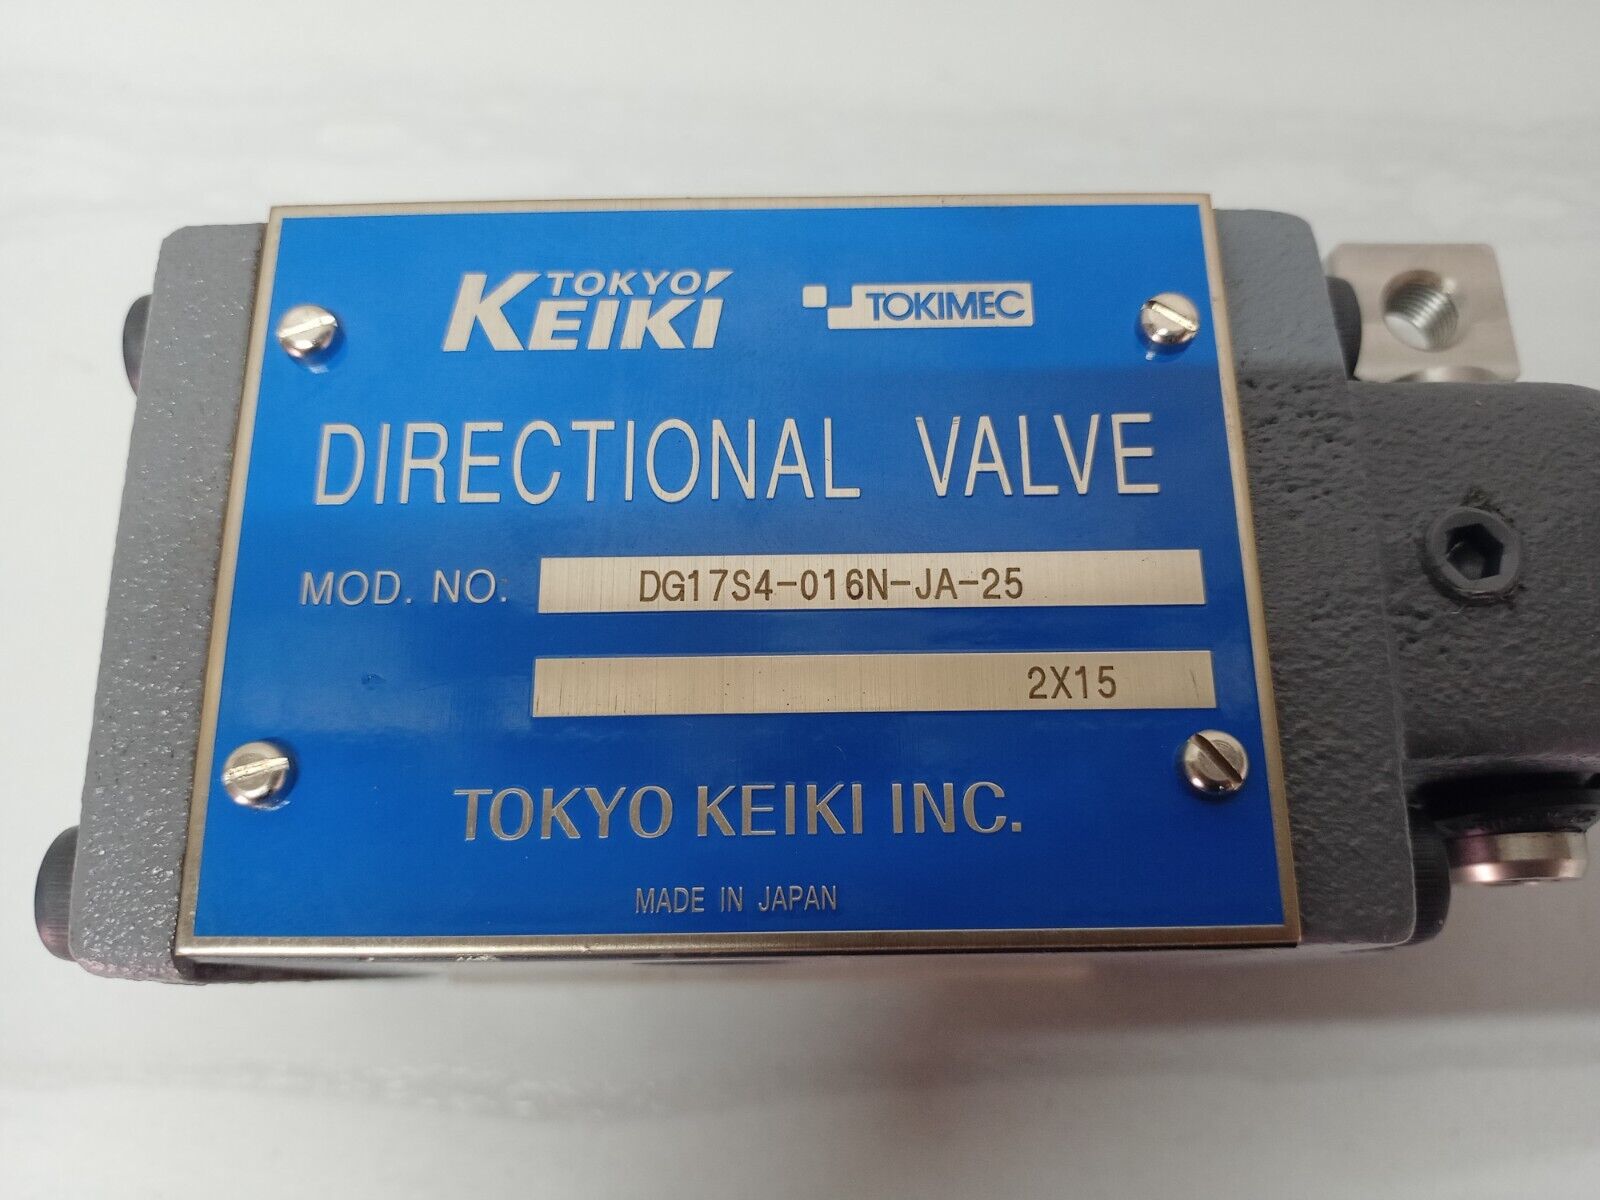 TOKYO KEIKI TOKIMEC
DIRECTIONAL VALVE
MOD. NO. DG17S4-016N-JA-25
2X15
TOKYO KEIKI INC.
MADE IN JAPAN